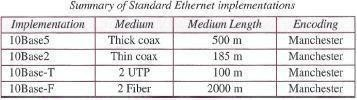 Summary of Standard Ethernet implementations
Implementation Medium Medium Length Encoding
10Base5 Thick coax 500 m Manchester
10Base2 Thin coax 185 m Manchester
10Base-T 2 UTP 100 m Manchester
10Base-F 2 Fiber 2000 m Manchester